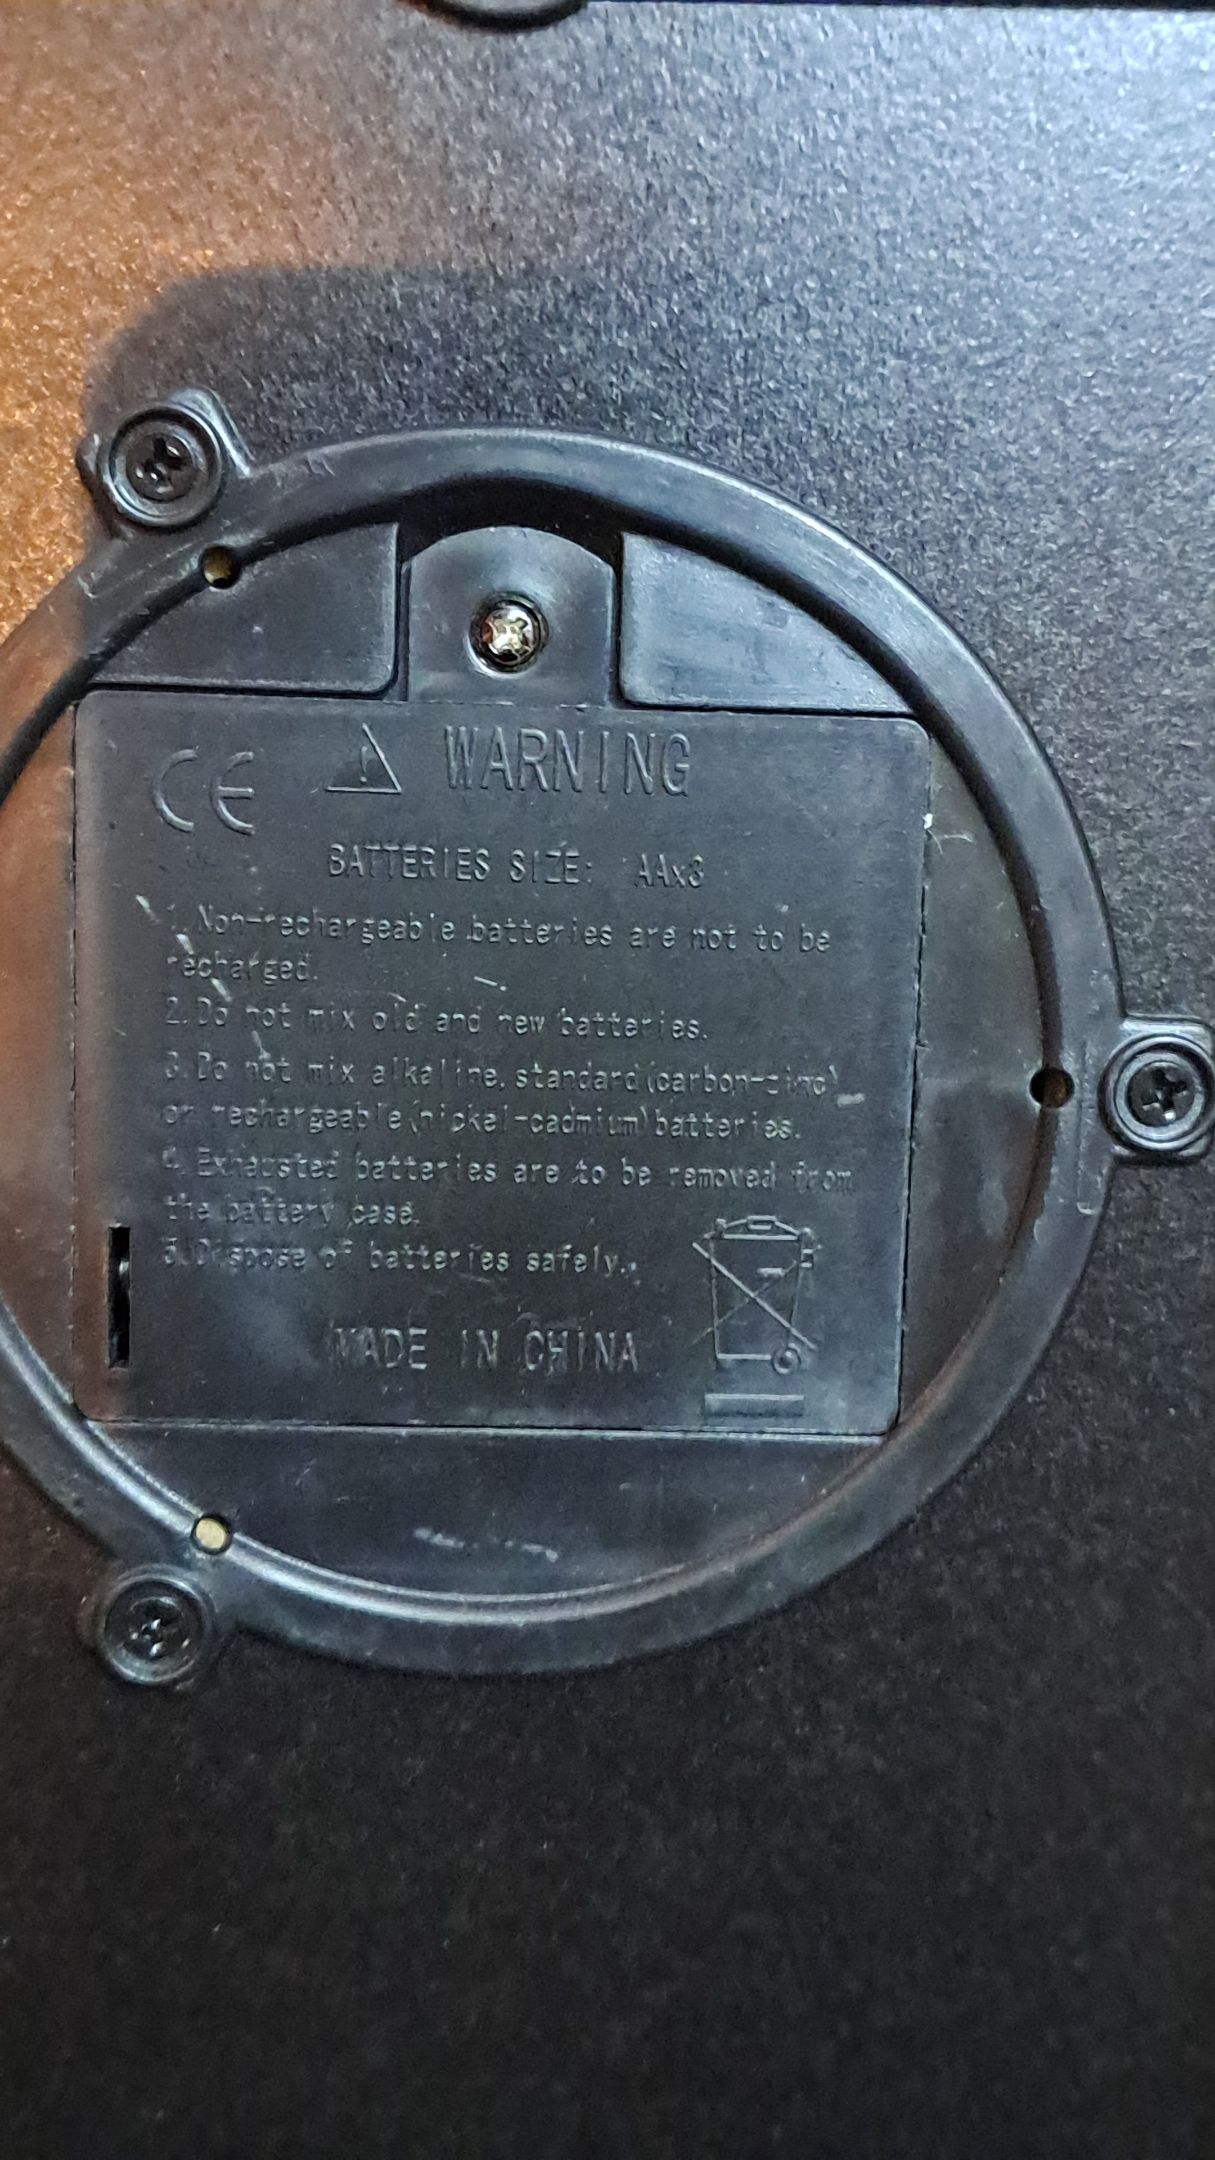 CE ⚠ WARNING
BATTERIES SIZE: AAx3
1. Non-rechargeable batteries are not to be
recharged.
2. Do not mix old and new batteries.
3. Do not mix alkaline, standard(carbon-zinc)
or rechargeable(nickel-cadmium)batteries.
4. Exhausted batteries are to be removed from
the battery case.
5. Dispose of batteries safely.
MADE IN CHINA